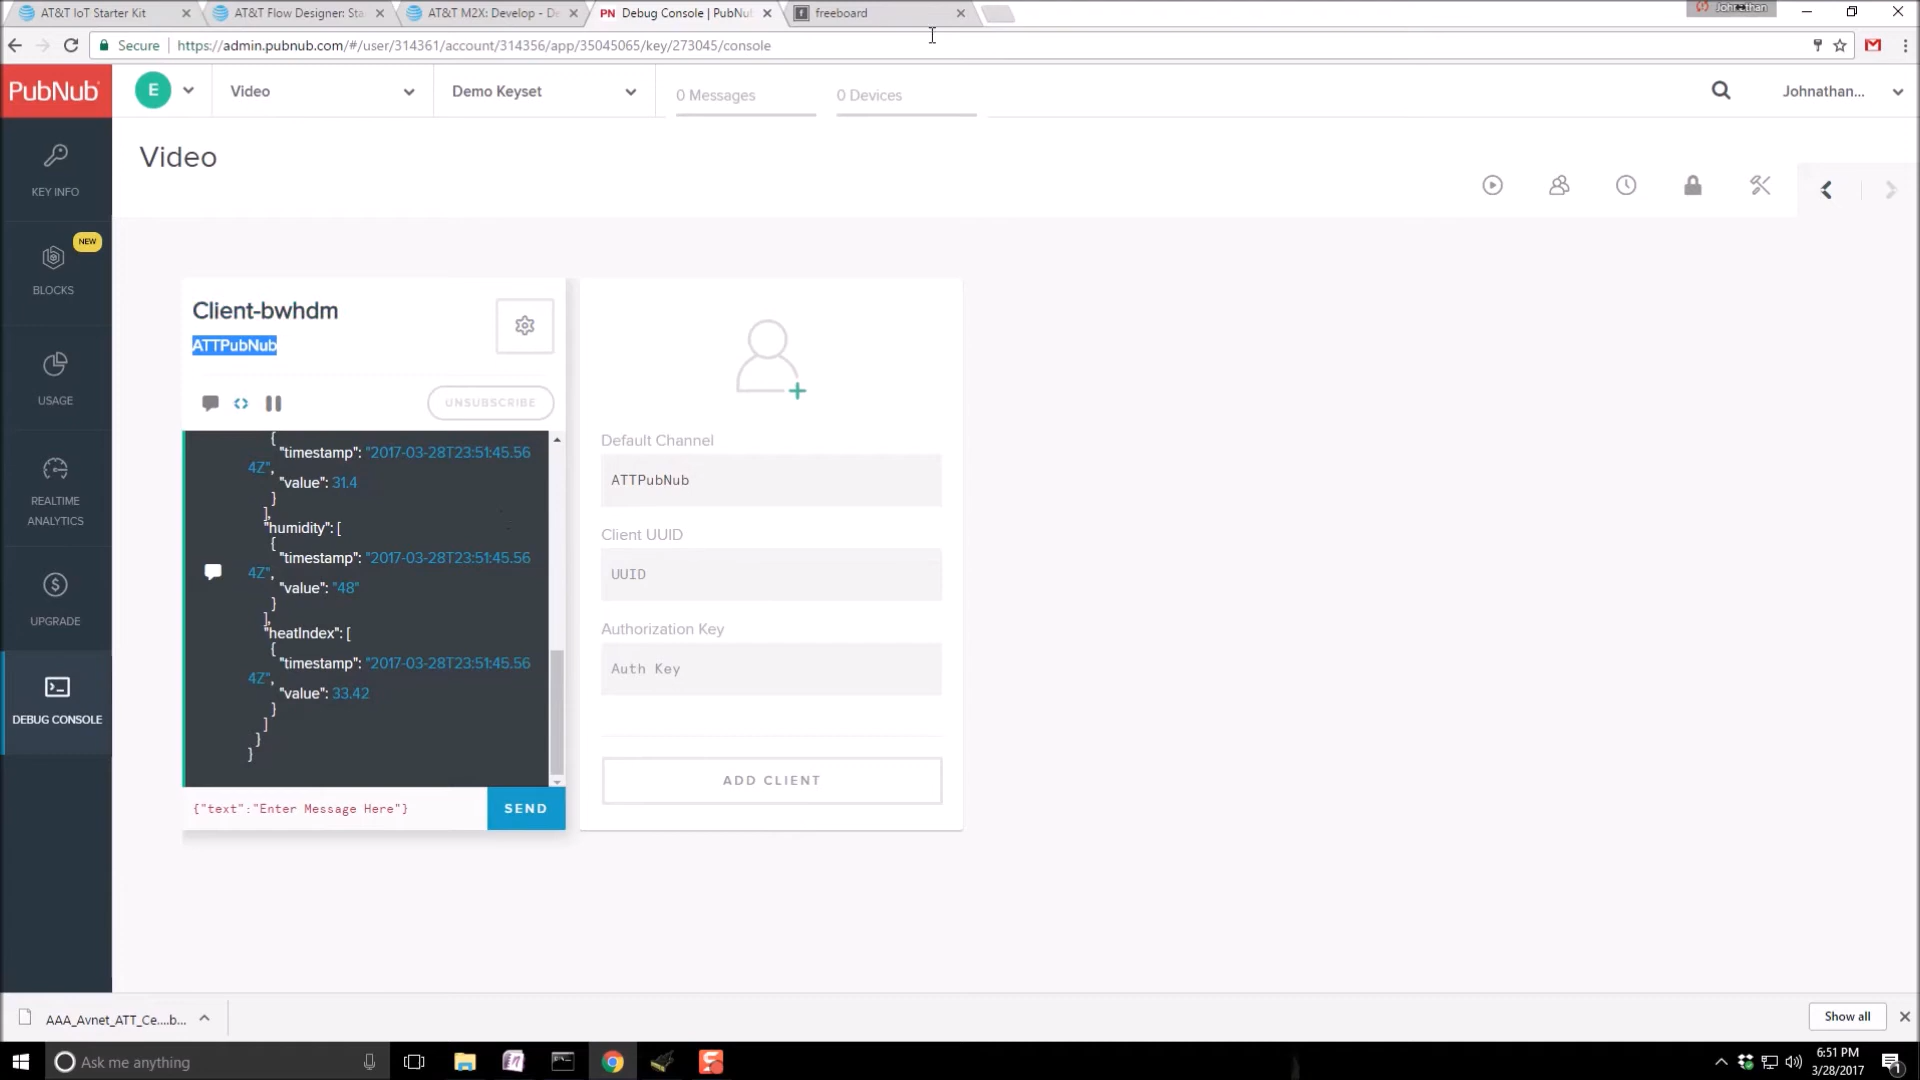 AT&T IoT Starter Kit
AT&T Flow Designer: Sta
AT&T M2X: Develop - De
PN Debug Console | PubNu
freeboard
Johnathan
Secure
https://admin.pubnub.com/#/user/314361/account/314356/app/35045065/key/273045/console
PubNub
E
Video
Demo Keyset
0 Messages
0 Devices
Johnathan...
Video
KEY INFO
NEW
BLOCKS
USAGE
REALTIME
ANALYTICS
UPGRADE
DEBUG CONSOLE
Client-bwhdm
ATTPubNub
UNSUBSCRIBE
{
"timestamp": "2017-03-28T23:51:45.56
4Z",
"value": 31.4
}
],
"humidity": [
{
"timestamp": "2017-03-28T23:51:45.56
4Z",
"value": "48"
}
],
"heatIndex": [
{
"timestamp": "2017-03-28T23:51:45.56
4Z",
"value": 33.42
}
]
}
}
{"text":"Enter Message Here"}
SEND
Default Channel
ATTPubNub
Client UUID
UUID
Authorization Key
Auth Key
ADD CLIENT
AAA_Avnet_ATT_Ce....b...
Show all
Ask me anything
6:51 PM
3/28/2017
1